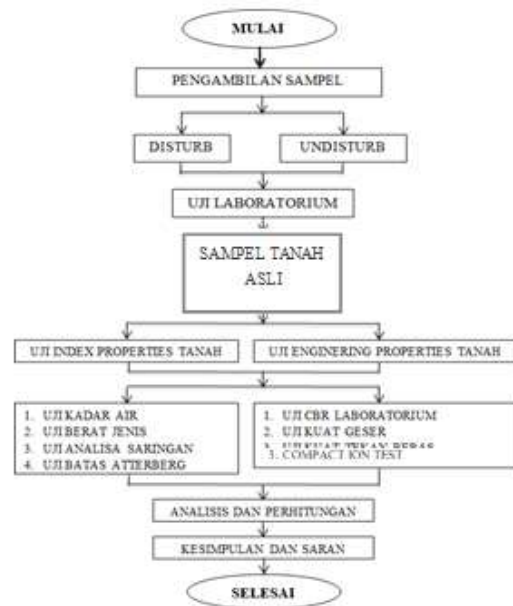 MULAI
PENGAMBILAN SAMPEL
DISTURB
UNDISTURB
UJI LABORATORIUM
SAMPEL TANAH
ASLI
UJI INDEX PROPERTIES TANAH
UJI ENGINERING PROPERTIES TANAH
1. UJI KADAR AIR
2. UJI BERAT JENIS
3. UJI ANALISA SARINGAN
4. UJI BATAS ATTERBERG
1. UJI CBR LABORATORIUM
2. UJI KUAT GESER
3. COMPACT ION TEST
ANALISIS DAN PERHITUNGAN
KESIMPULAN DAN SARAN
SELESAI